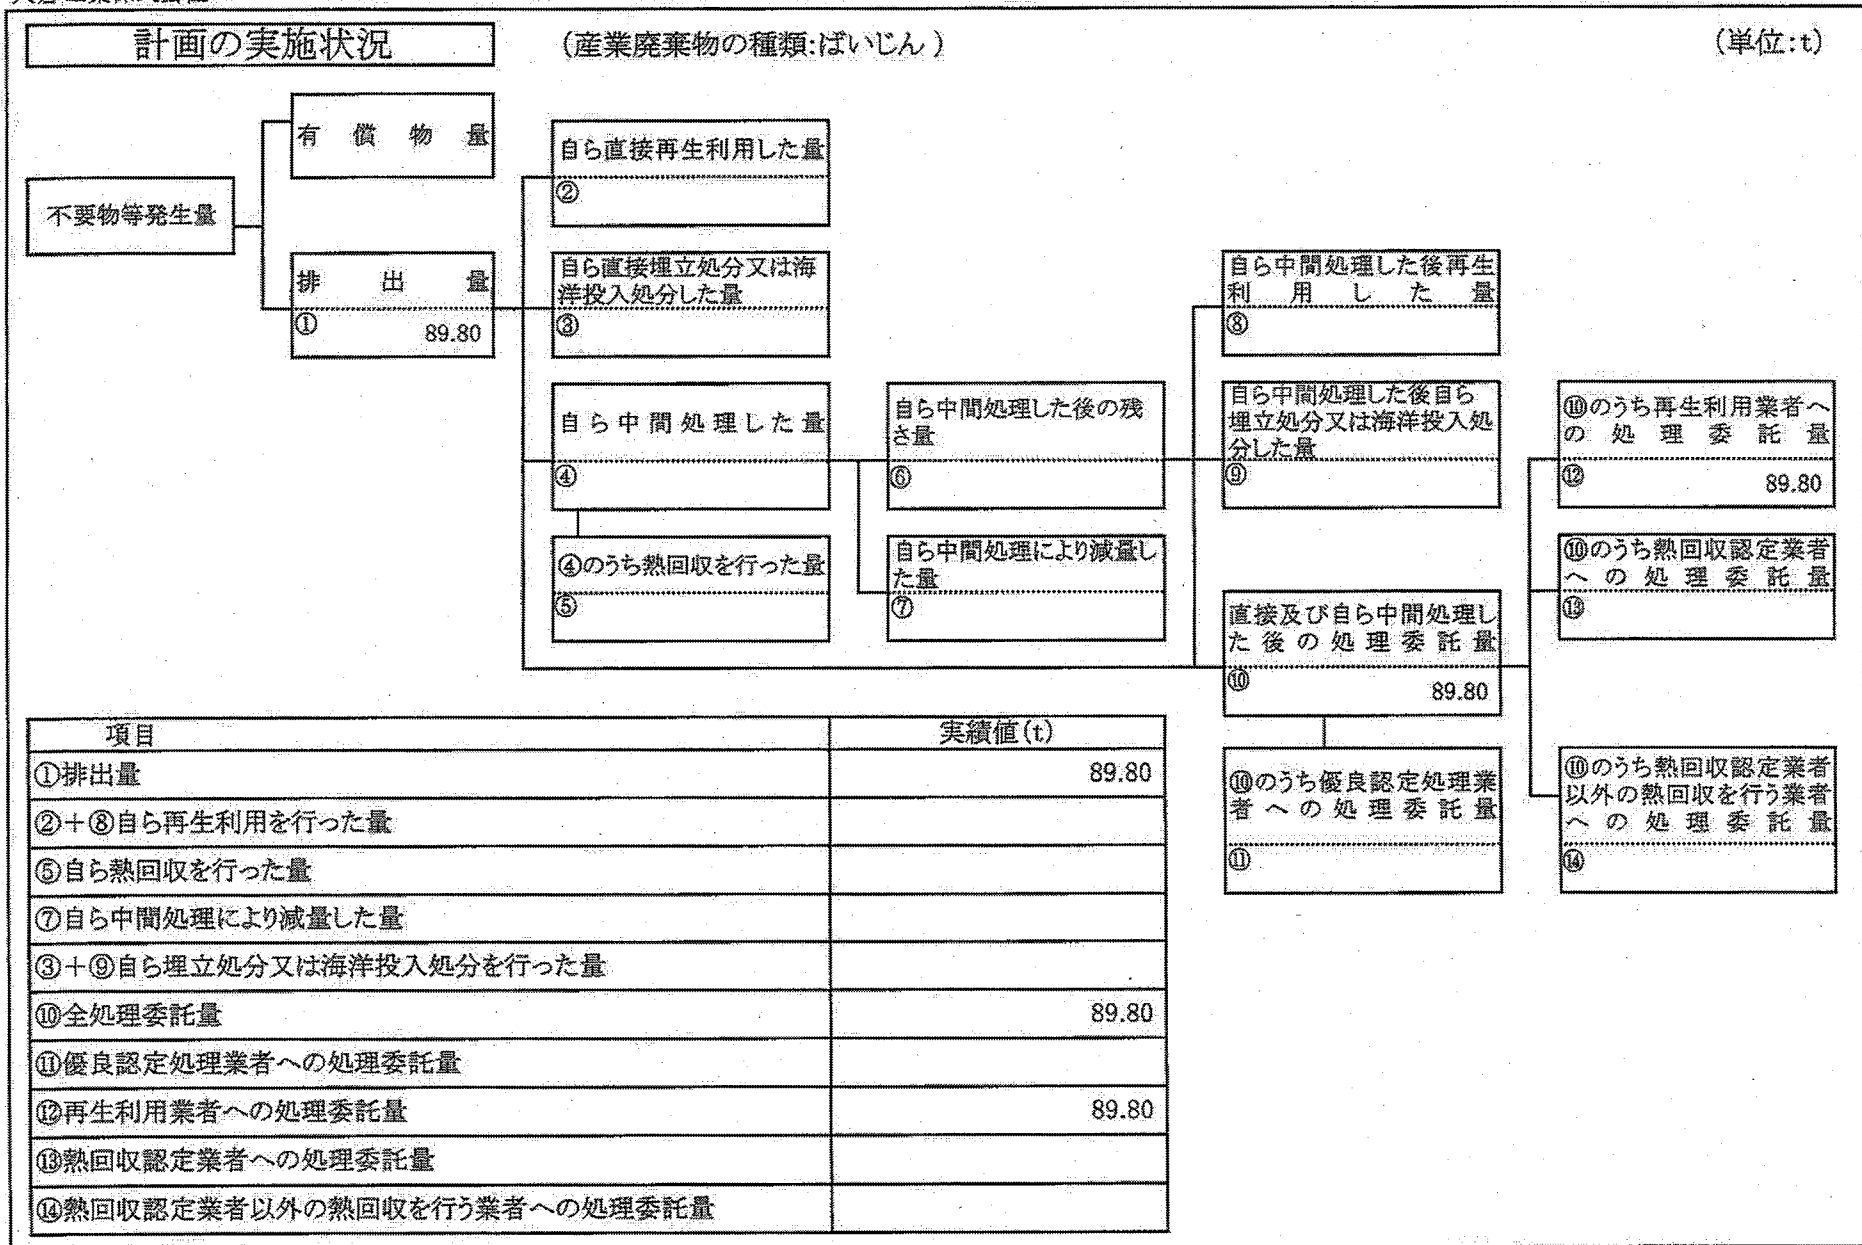 計画の実施状況
(産業廃棄物の種類:ばいじん )
(単位:t)
有償物量
不要物等発生量
排出量
① 89.80
自ら直接再生利用した量
②
自ら直接埋立処分又は海
洋投入処分した量
③
自ら中間処理した量
④
④のうち熱回収を行った量
⑤
自ら中間処理した後の残
さ量
⑥
自ら中間処理により減量し
た量
⑦
自ら中間処理した後再生
利用した量
⑧
自ら中間処理した後自ら
埋立処分又は海洋投入処
分した量
⑨
直接及び自ら中間処理し
た後の処理委託量
⑩ 89.80
⑩のうち優良認定処理業
者への処理委託量
⑪
⑩のうち再生利用業者へ
の処理委託量
⑫ 89.80
⑩のうち熱回収認定業者
への処理委託量
⑬
⑩のうち熱回収認定業者
以外の熱回収を行う業者
への処理委託量
⑭
項目 実績値(t)
①排出量 89.80
②+⑧自ら再生利用を行った量
⑤自ら熱回収を行った量
⑦自ら中間処理により減量した量
③+⑨自ら埋立処分又は海洋投入処分を行った量
⑩全処理委託量 89.80
⑪優良認定処理業者への処理委託量
⑫再生利用業者への処理委託量 89.80
⑬熱回収認定業者への処理委託量
⑭熱回収認定業者以外の熱回収を行う業者への処理委託量